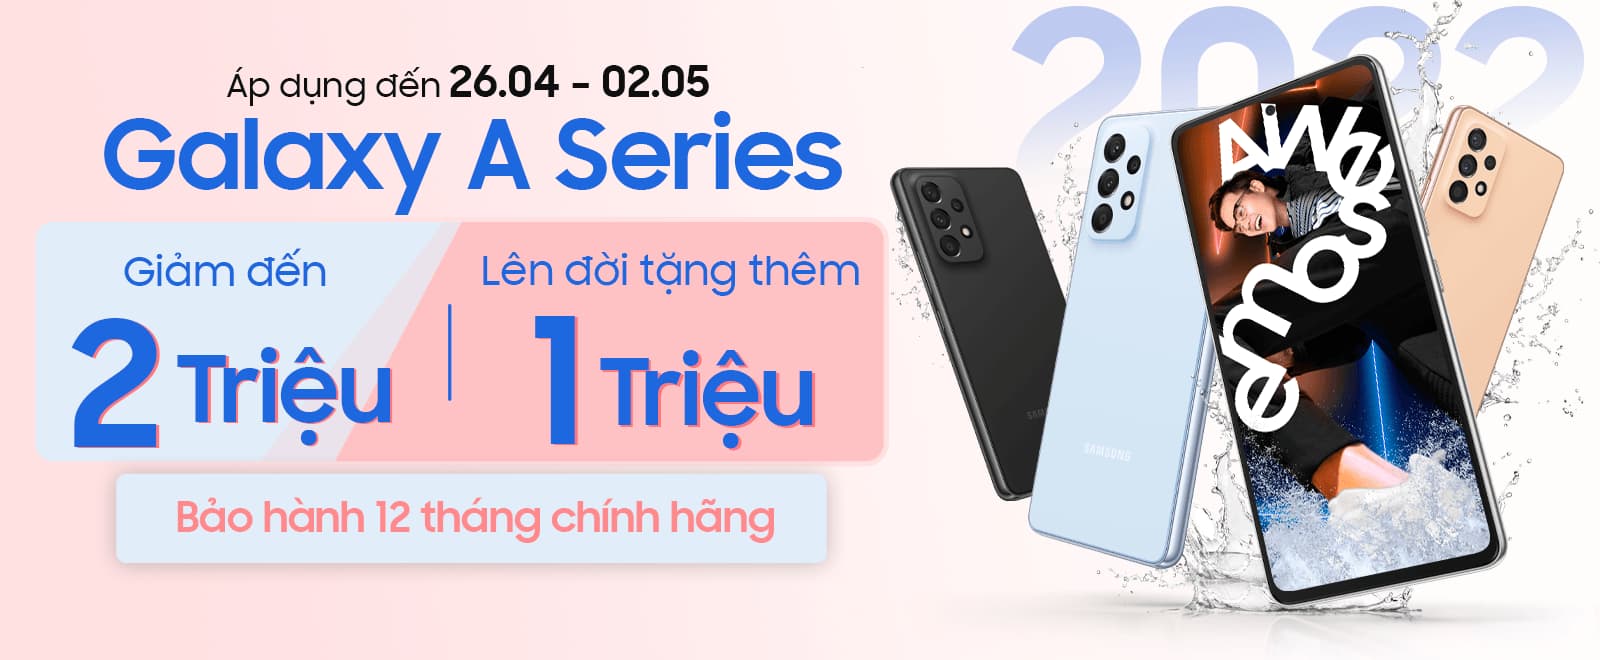 Áp dụng đến 26.04 - 02.05
Galaxy A Series
Giảm đến
2 Triệu
Lên đời tặng thêm
1 Triệu
Bảo hành 12 tháng chính hãng
2022
SAMSUNG
AWesome